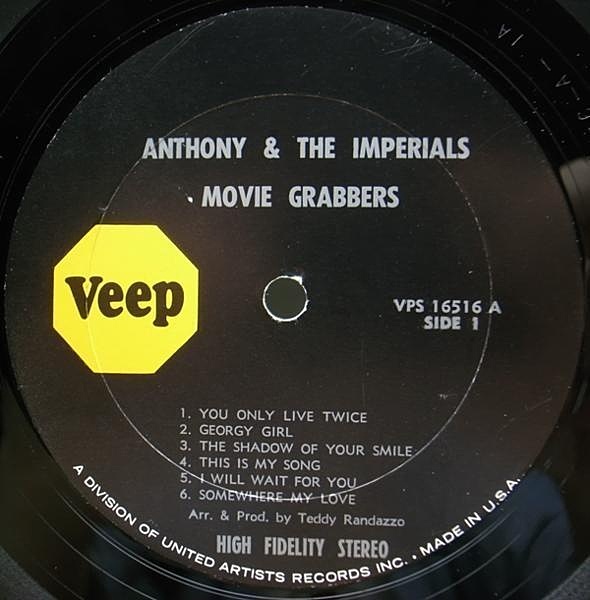 ANTHONY & THE IMPERIALS
MOVIE GRABBERS
Veep
VPS 16516 A
SIDE 1
1. YOU ONLY LIVE TWICE
2. GEORGY GIRL
3. THE SHADOW OF YOUR SMILE
4. THIS IS MY SONG
5. I WILL WAIT FOR YOU
6. SOMEWHERE MY LOVE
Arr. & Prod. by Teddy Randazzo
HIGH FIDELITY STEREO
A DIVISION OF UNITED ARTISTS RECORDS INC. • MADE IN U.S.A.